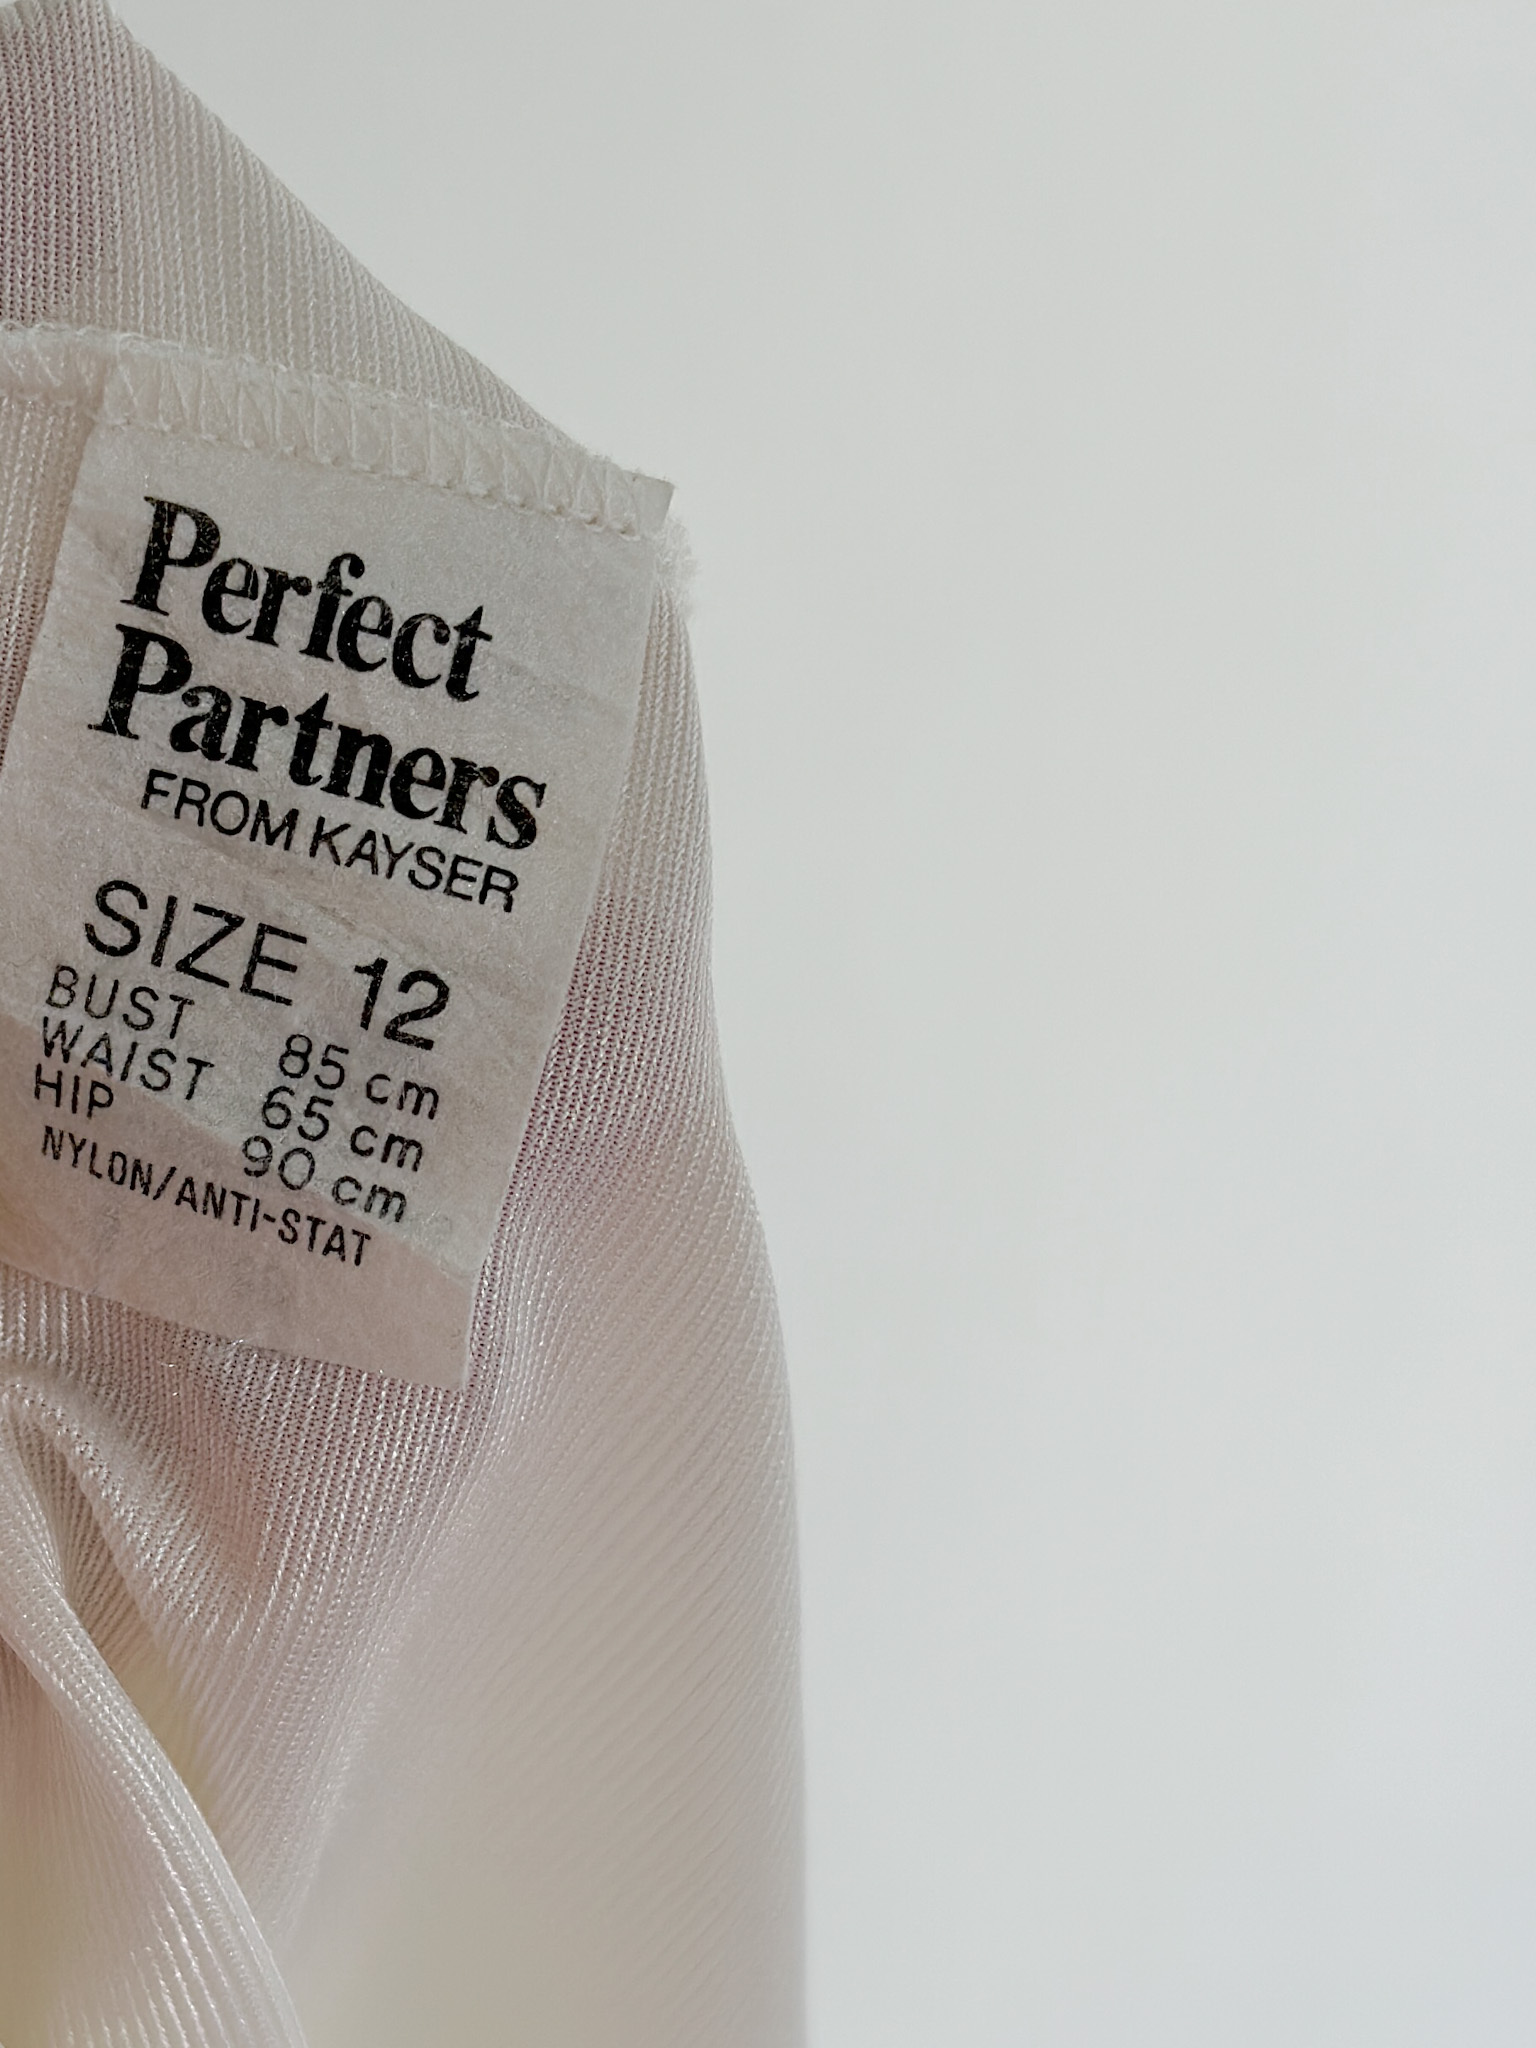 Perfect
Partners
FROM KAYSER
SIZE 12
BUST 85 cm
WAIST 65 cm
HIP 90 cm
NYLON/ANTI-STAT